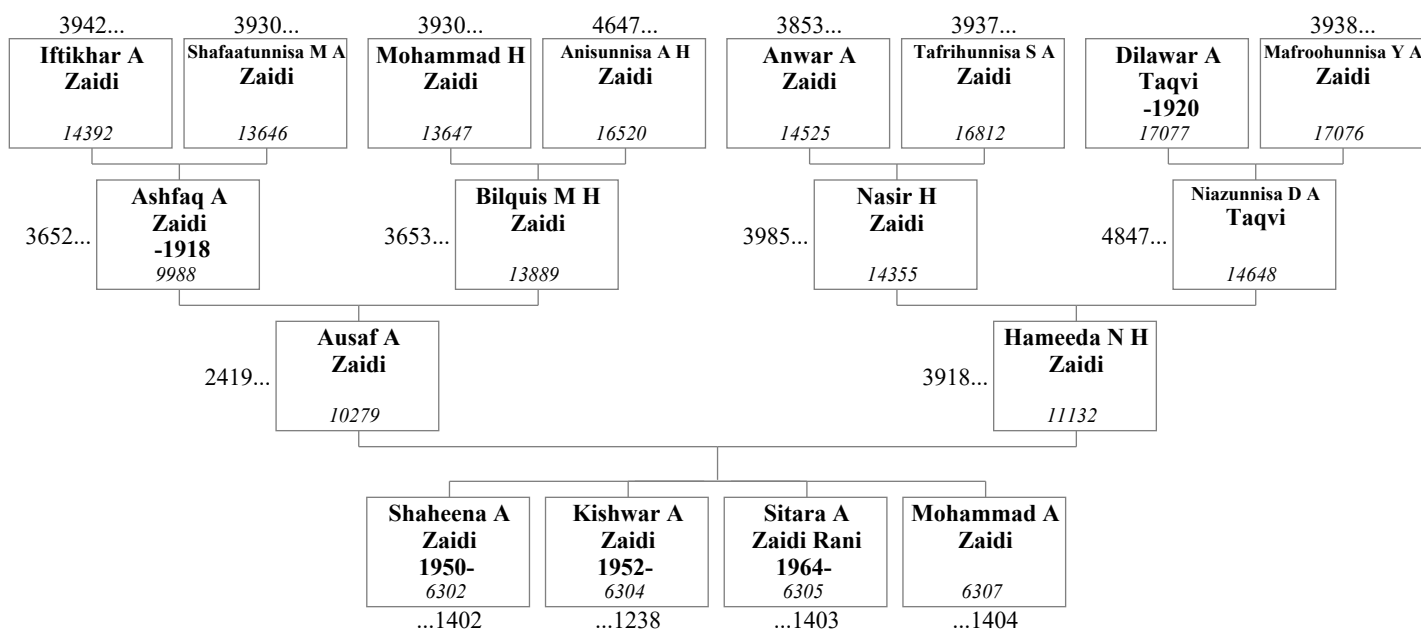 3942... 3930... 3930... 4647... 3853... 3937... 3938...
Iftikhar A
Zaidi
14392
Shafaatunnisa M A
Zaidi
13646
Mohammad H
Zaidi
13647
Anisunnisa A H
Zaidi
16520
Anwar A
Zaidi
14525
Tafrihunnisa S A
Zaidi
16812
Dilawar A
Taqvi
-1920
17077
Mafroohunnisa Y A
Zaidi
17076
3652...
Ashfaq A
Zaidi
-1918
9988
3653...
Bilquis M H
Zaidi
13889
3985...
Nasir H
Zaidi
14355
4847...
Niazunnisa D A
Taqvi
14648
2419...
Ausaf A
Zaidi
10279
3918...
Hameeda N H
Zaidi
11132
Shaheena A
Zaidi
1950-
6302
...1402
Kishwar A
Zaidi
1952-
6304
...1238
Sitara A
Zaidi Rani
1964-
6305
...1403
Mohammad A
Zaidi
6307
...1404